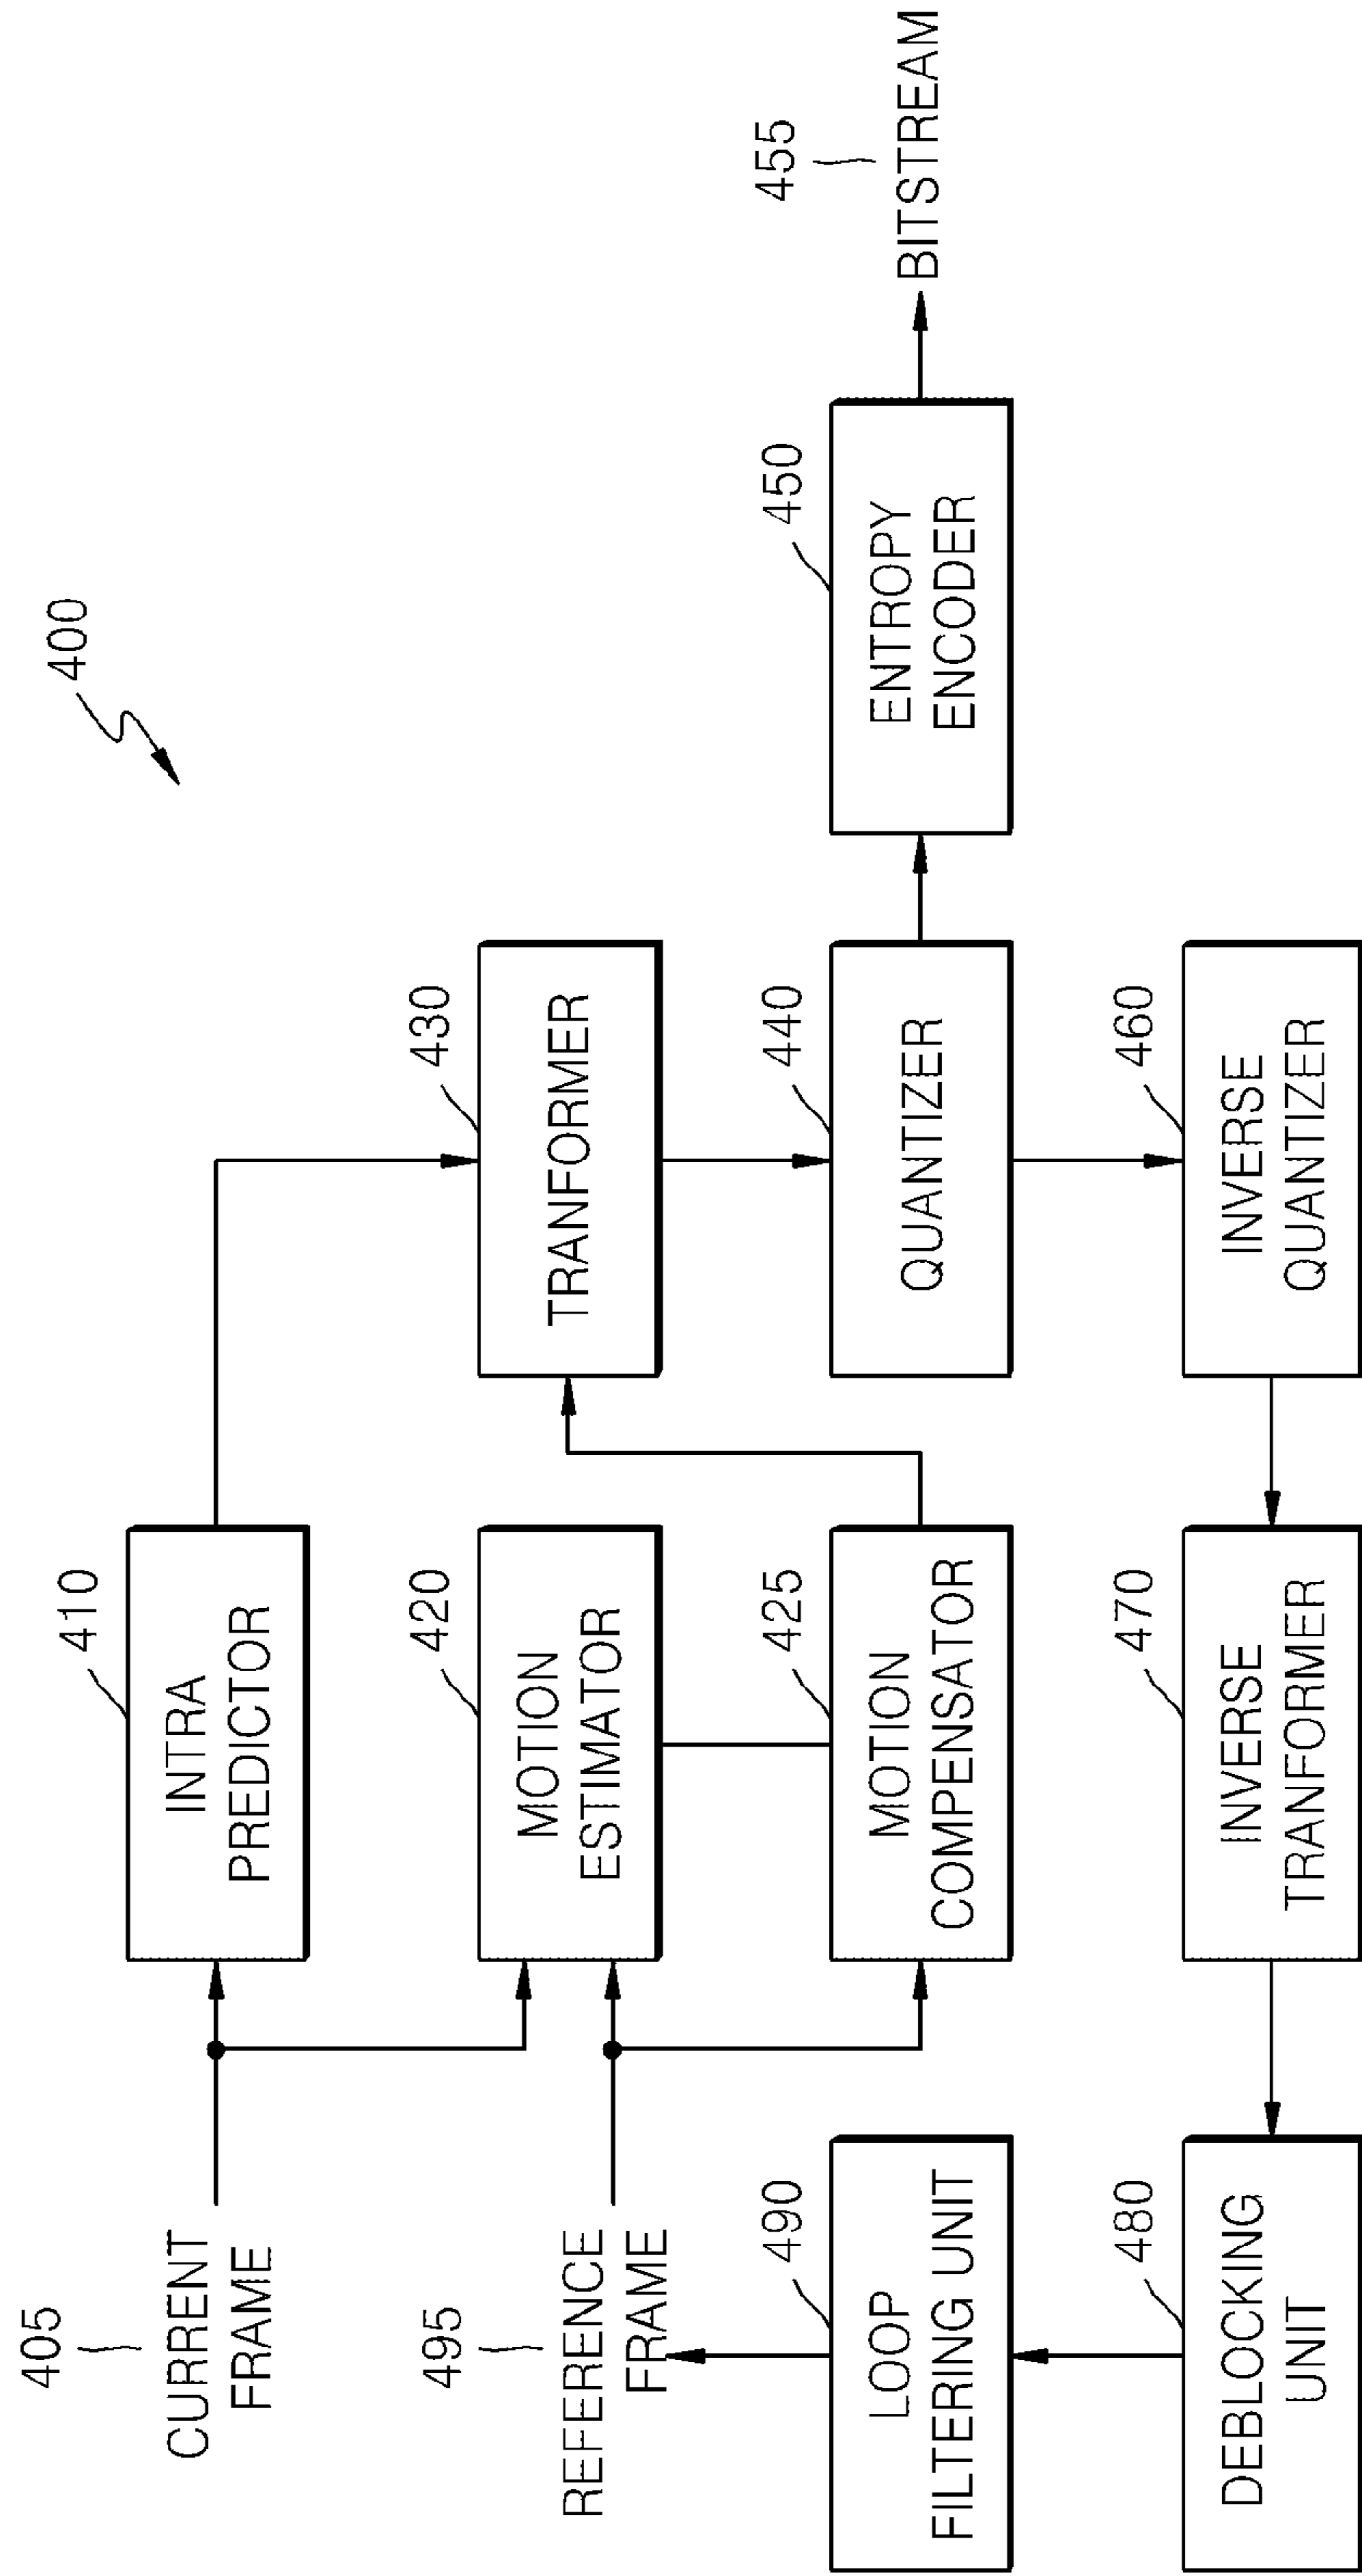 400
405
CURRENT
FRAME
410
INTRA
PREDICTOR
495
REFERENCE
FRAME
420
MOTION
ESTIMATOR
430
TRANFORMER
490
LOOP
FILTERING UNIT
425
MOTION
COMPENSATOR
440
QUANTIZER
450
ENTROPY
ENCODER
455
BITSTREAM
480
DEBLOCKING
UNIT
470
INVERSE
TRANFORMER
460
INVERSE
QUANTIZER